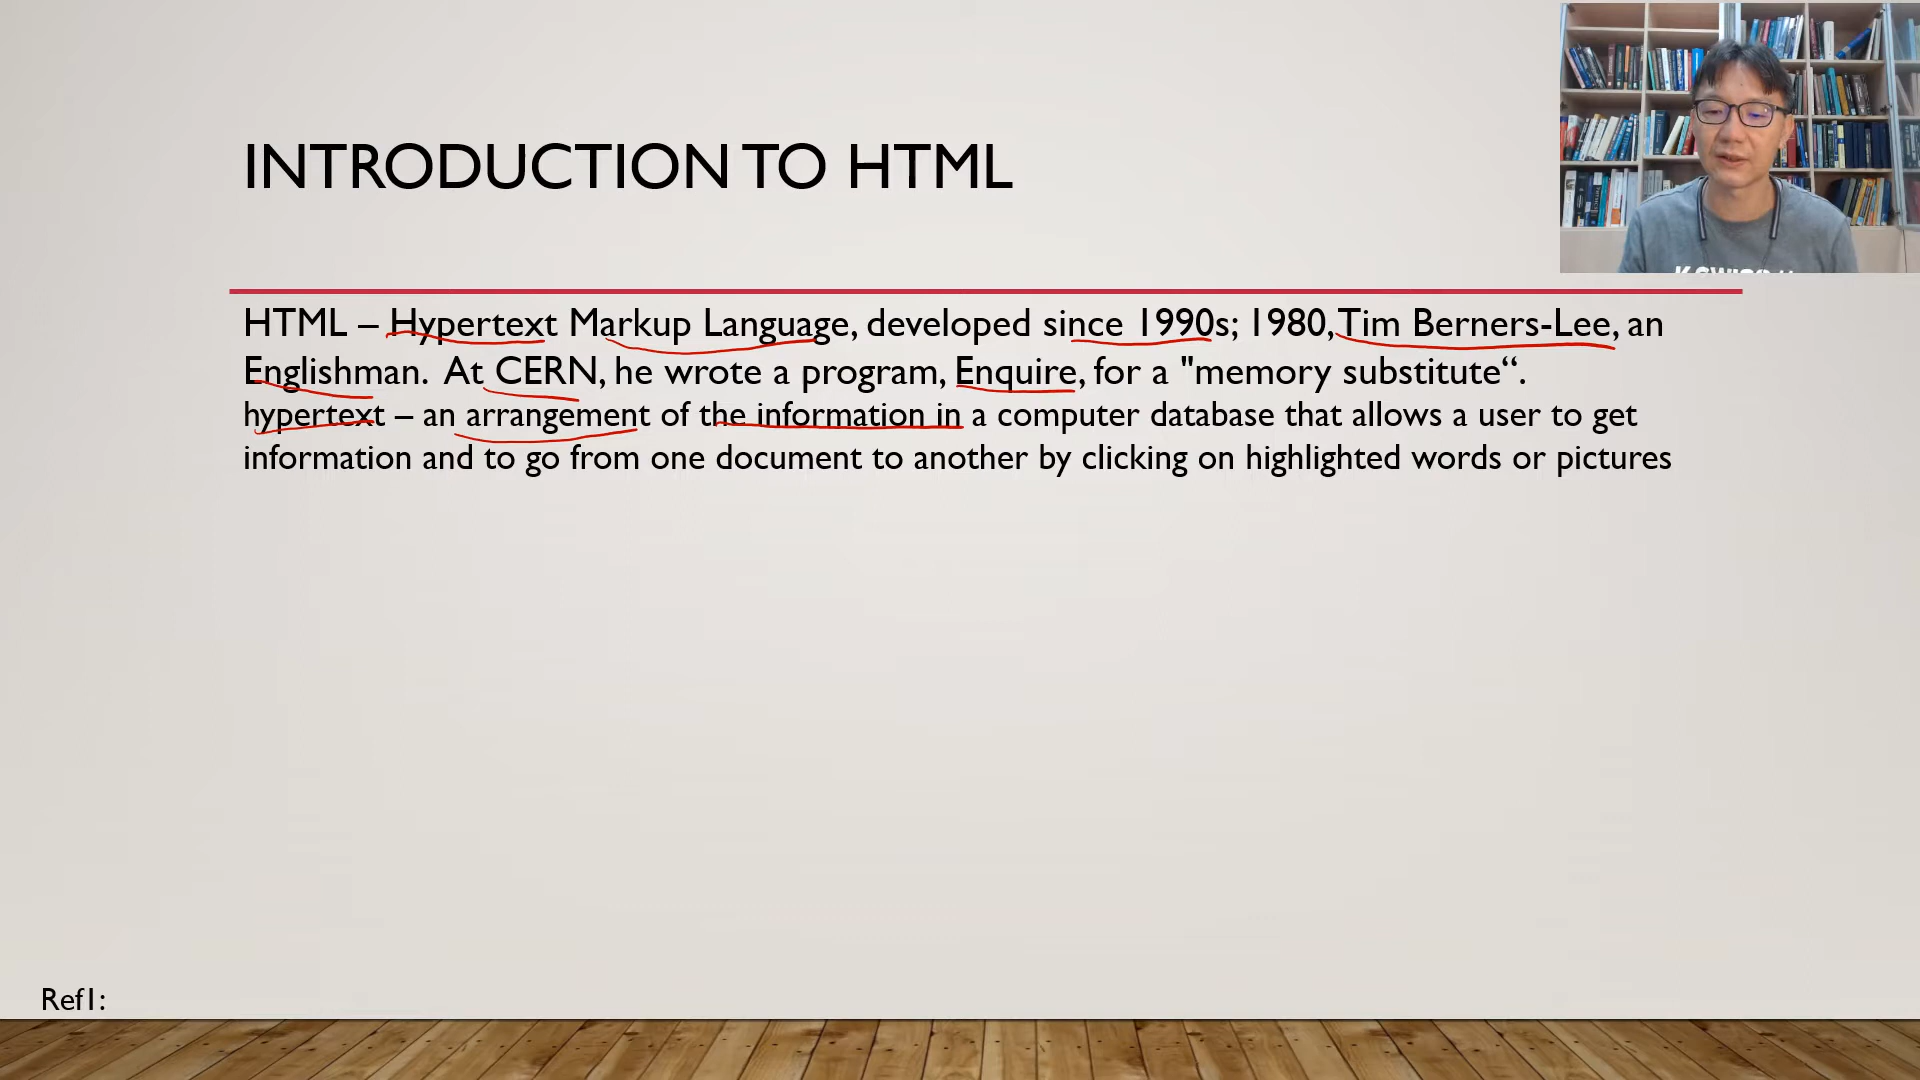 INTRODUCTION TO HTML
HTML – Hypertext Markup Language, developed since 1990s; 1980, Tim Berners-Lee, an
Englishman. At CERN, he wrote a program, Enquire, for a "memory substitute“.
hypertext – an arrangement of the information in a computer database that allows a user to get
information and to go from one document to another by clicking on highlighted words or pictures
Ref1: